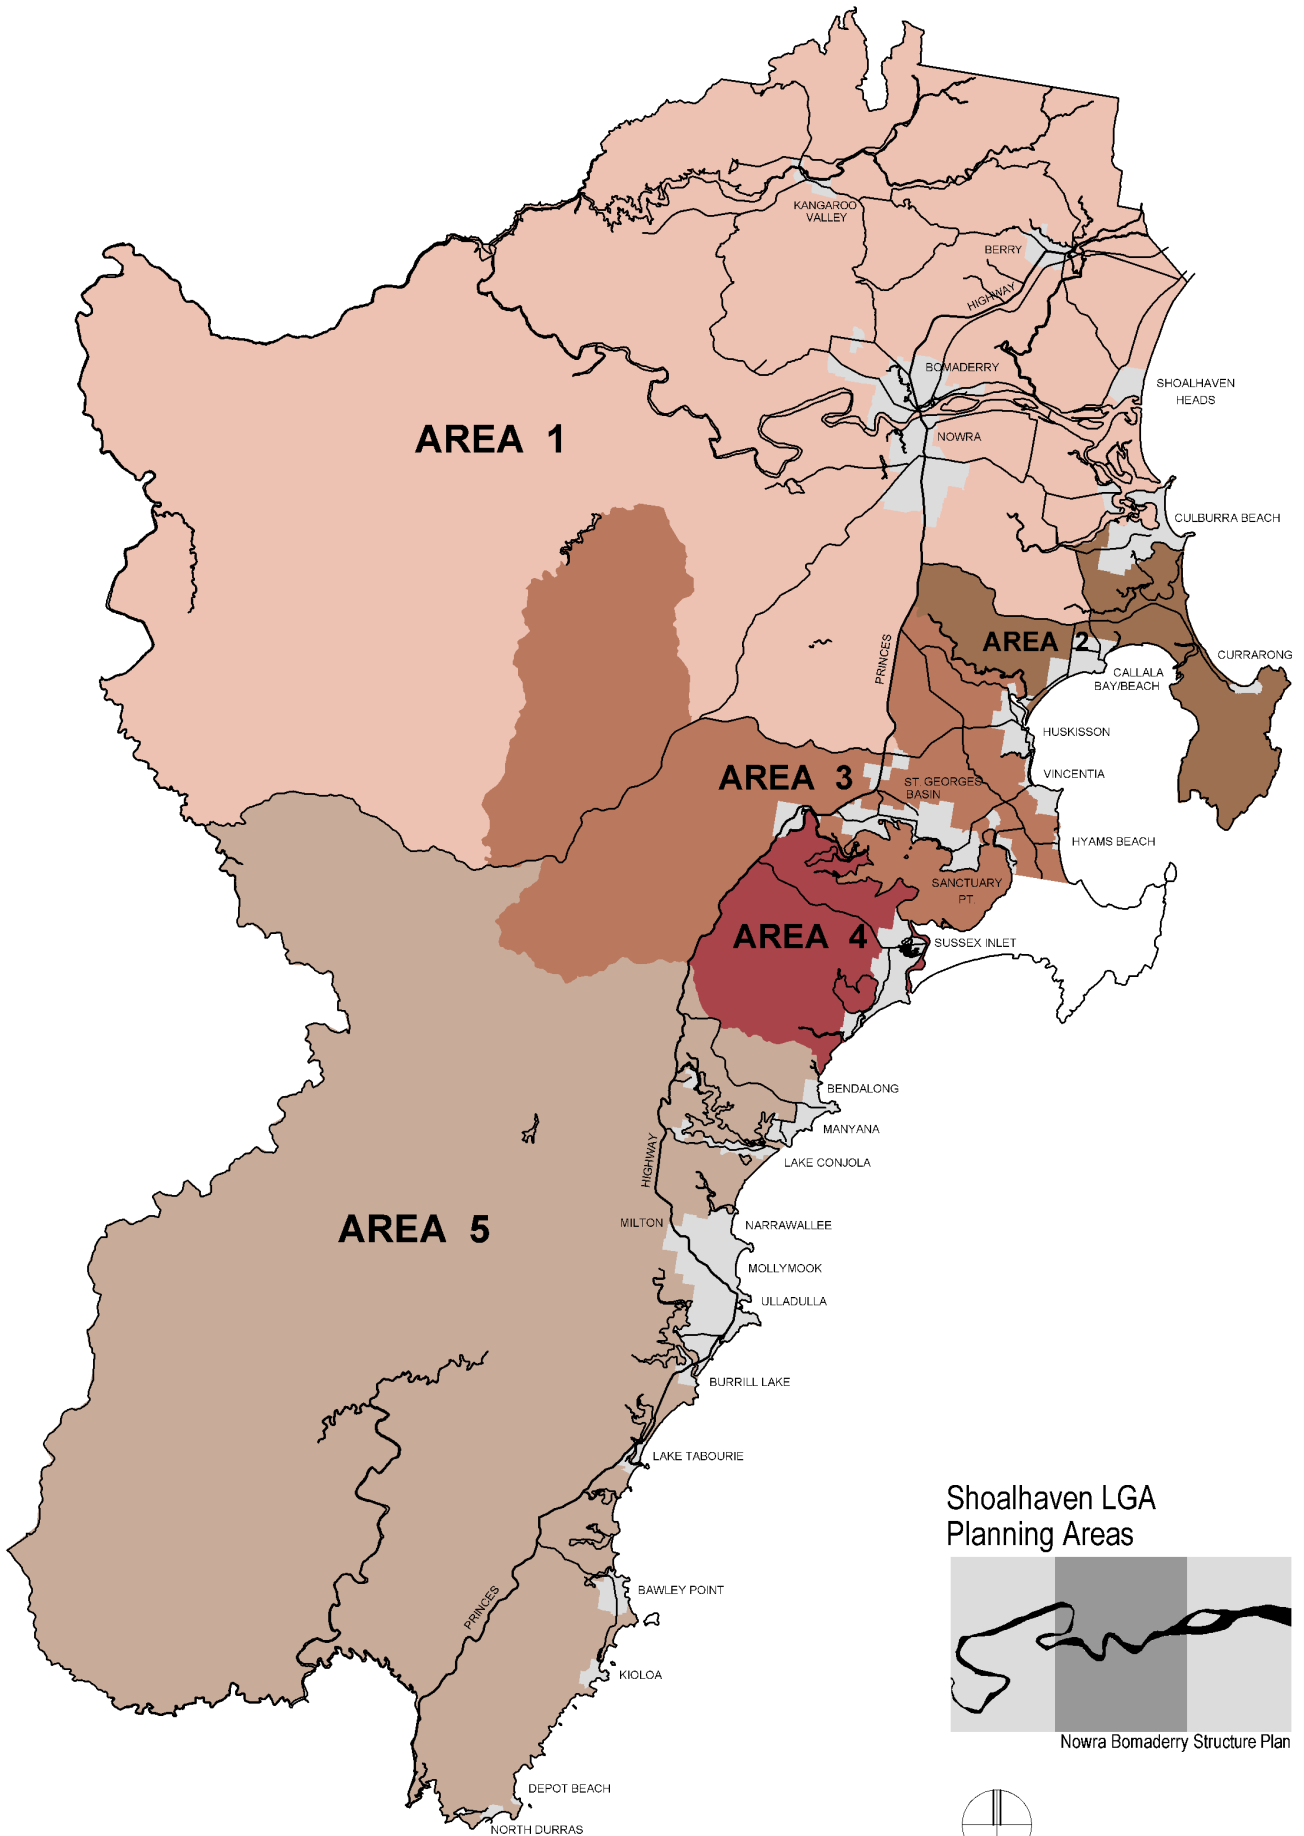 KANGAROO
VALLEY
BERRY
HIGHWAY
BOMADERRY
SHOALHAVEN
HEADS
AREA 1
NOWRA
CULBURRA BEACH
AREA 2
PRINCES
CURRARONG
CALLALA
BAY/BEACH
HUSKISSON
AREA 3
VINCENTIA
ST. GEORGES
BASIN
HYAMS BEACH
SANCTUARY
PT.
AREA 4
SUSSEX INLET
BENDALONG
MANYANA
HIGHWAY
LAKE CONJOLA
AREA 5
MILTON
NARRAWALLEE
MOLLYMOOK
ULLADULLA
BURRILL LAKE
LAKE TABOURIE
Shoalhaven LGA
Planning Areas
BAWLEY POINT
PRINCES
KIOLOA
Nowra Bomaderry Structure Plan
DEPOT BEACH
NORTH DURRAS